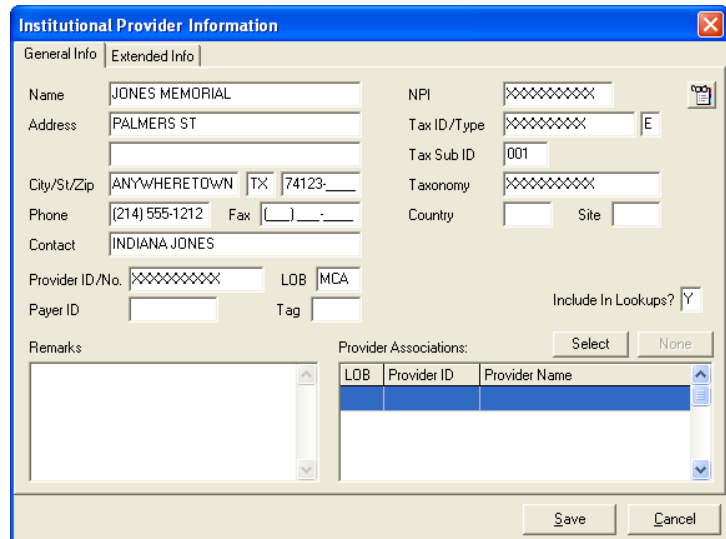 Institutional Provider Information
General Info Extended Info
Name JONES MEMORIAL NPI XXXXXXXXXX
Address PALMERS ST Tax ID/Type XXXXXXXXX E
Tax Sub ID 001
City/St/Zip ANYWHERETOWN TX 74123-____ Taxonomy XXXXXXXXXX
Phone (214) 555-1212 Fax (___) ___-____ Country Site
Contact INDIANA JONES
Provider ID/No. XXXXXXXXXX LOB MCA
Include In Lookups? Y
Payer ID Tag
Remarks Provider Associations: Select None
LOB Provider ID Provider Name
Save Cancel